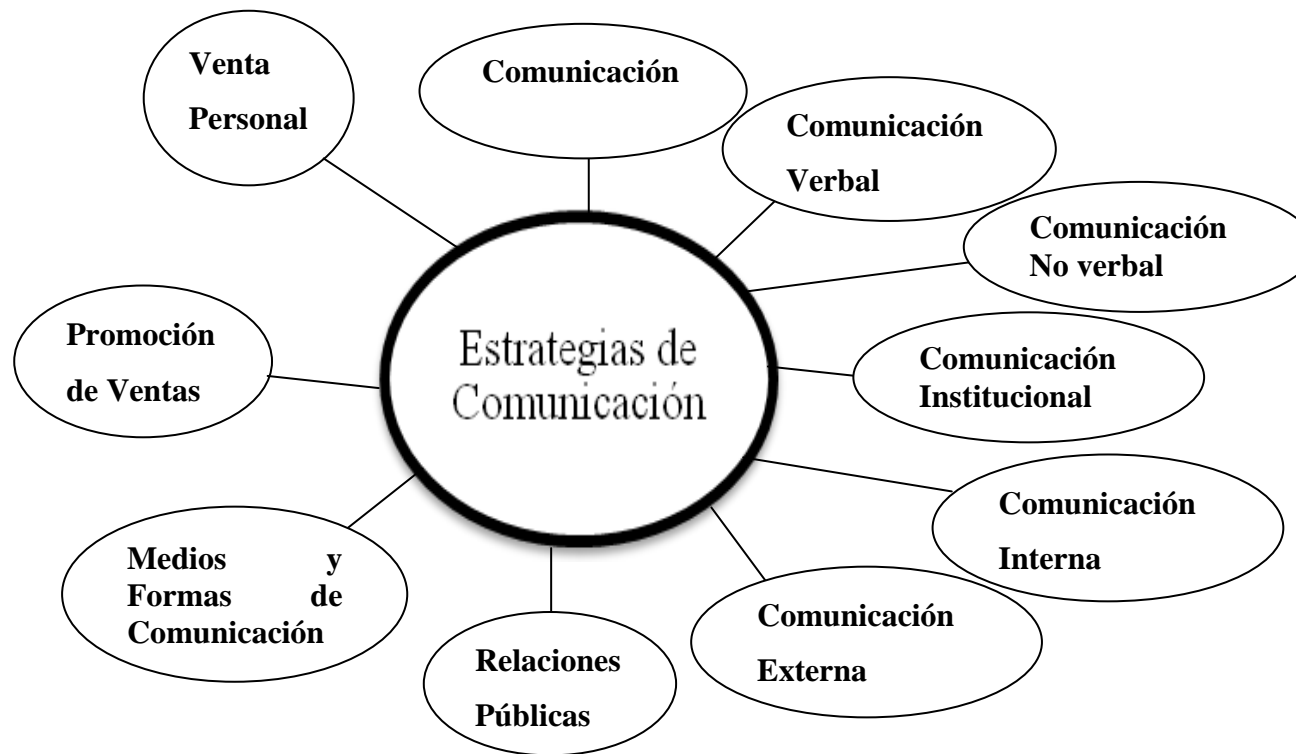 Venta
Personal
Comunicación
Comunicación
Verbal
Comunicación
No verbal
Promoción
de Ventas
Estrategias de
Comunicación
Comunicación
Institucional
Comunicación
Interna
Medios y
Formas de
Comunicación
Comunicación
Externa
Relaciones
Públicas